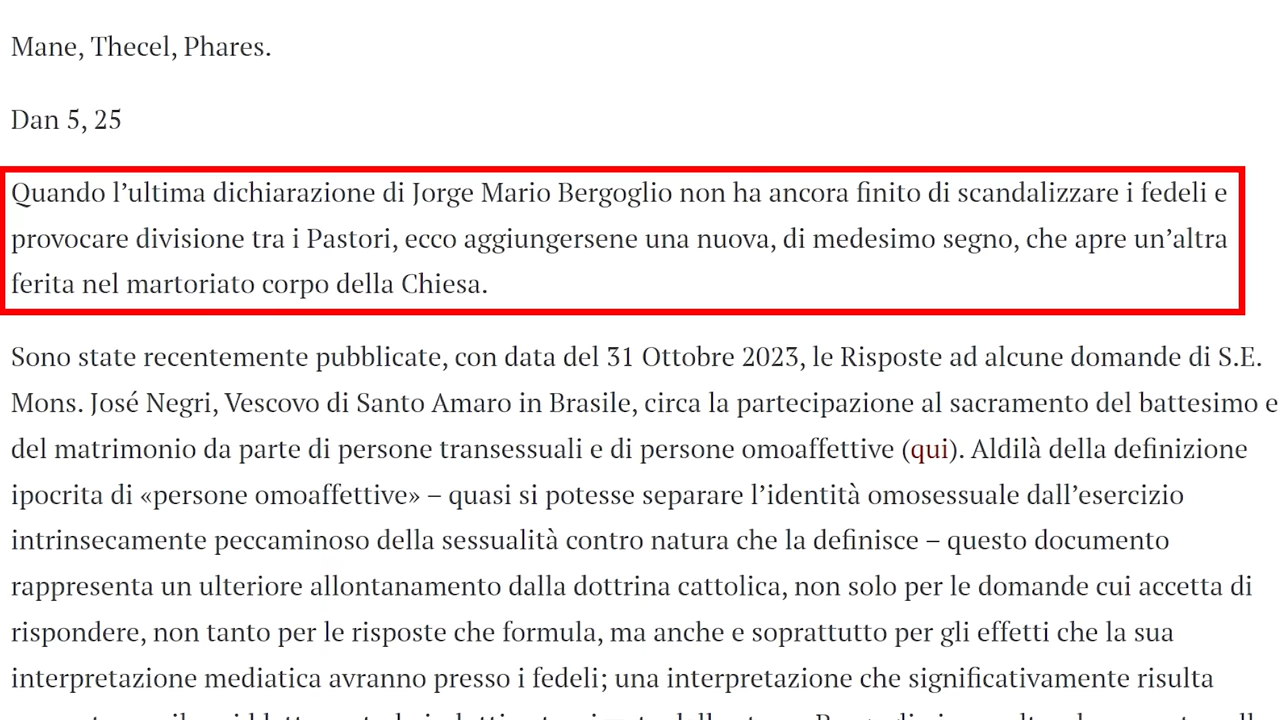 Mane, Thecel, Phares.
Dan 5, 25
Quando l’ultima dichiarazione di Jorge Mario Bergoglio non ha ancora finito di scandalizzare i fedeli e
provocare divisione tra i Pastori, ecco aggiungersene una nuova, di medesimo segno, che apre un’altra
ferita nel martoriato corpo della Chiesa.
Sono state recentemente pubblicate, con data del 31 Ottobre 2023, le Risposte ad alcune domande di S.E.
Mons. José Negri, Vescovo di Santo Amaro in Brasile, circa la partecipazione al sacramento del battesimo e
del matrimonio da parte di persone transessuali e di persone omoaffettive (qui). Aldilà della definizione
ipocrita di «persone omoaffettive» – quasi si potesse separare l’identità omosessuale dall’esercizio
intrinsecamente peccaminoso della sessualità contro natura che la definisce – questo documento
rappresenta un ulteriore allontanamento dalla dottrina cattolica, non solo per le domande cui accetta di
rispondere, non tanto per le risposte che formula, ma anche e soprattutto per gli effetti che la sua
interpretazione mediatica avranno presso i fedeli; una interpretazione che significativamente risulta